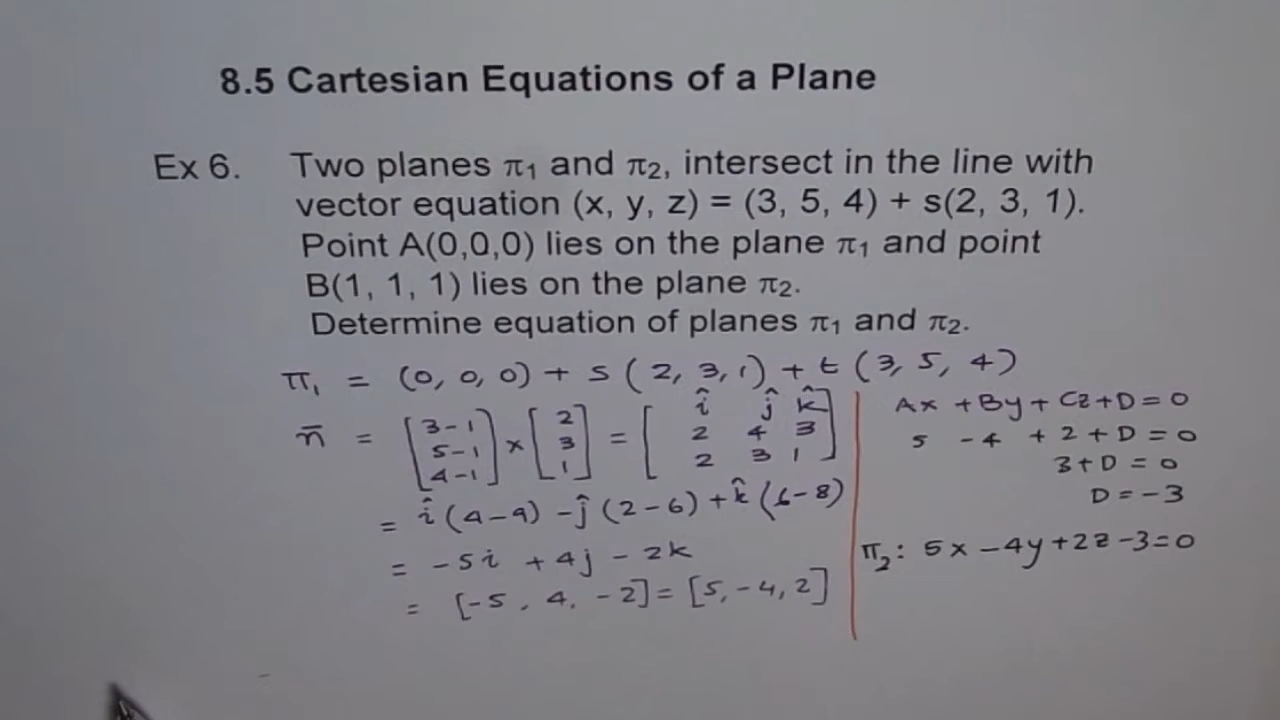 8.5 Cartesian Equations of a Plane
Ex 6. Two planes π₁ and π₂, intersect in the line with
vector equation (x, y, z) = (3, 5, 4) + s(2, 3, 1).
Point A(0,0,0) lies on the plane π₁ and point
B(1, 1, 1) lies on the plane π₂.
Determine equation of planes π₁ and π₂.
π₁ = (0, 0, 0) + s (2, 3, 1) + t (3, 5, 4)
n̄ = [3-1 5-1 4-1] × [2 3 1] = [î ĵ k̂ 2 4 3 2 3 1]
= î (4-9) - ĵ (2-6) + k̂ (6-8)
= -5i + 4j - 2k
= [-5, 4, -2] = [5, -4, 2]
Ax + By + Cz + D = 0
5 - 4 + 2 + D = 0
3 + D = 0
D = -3
π₂: 5x - 4y + 2z - 3 = 0